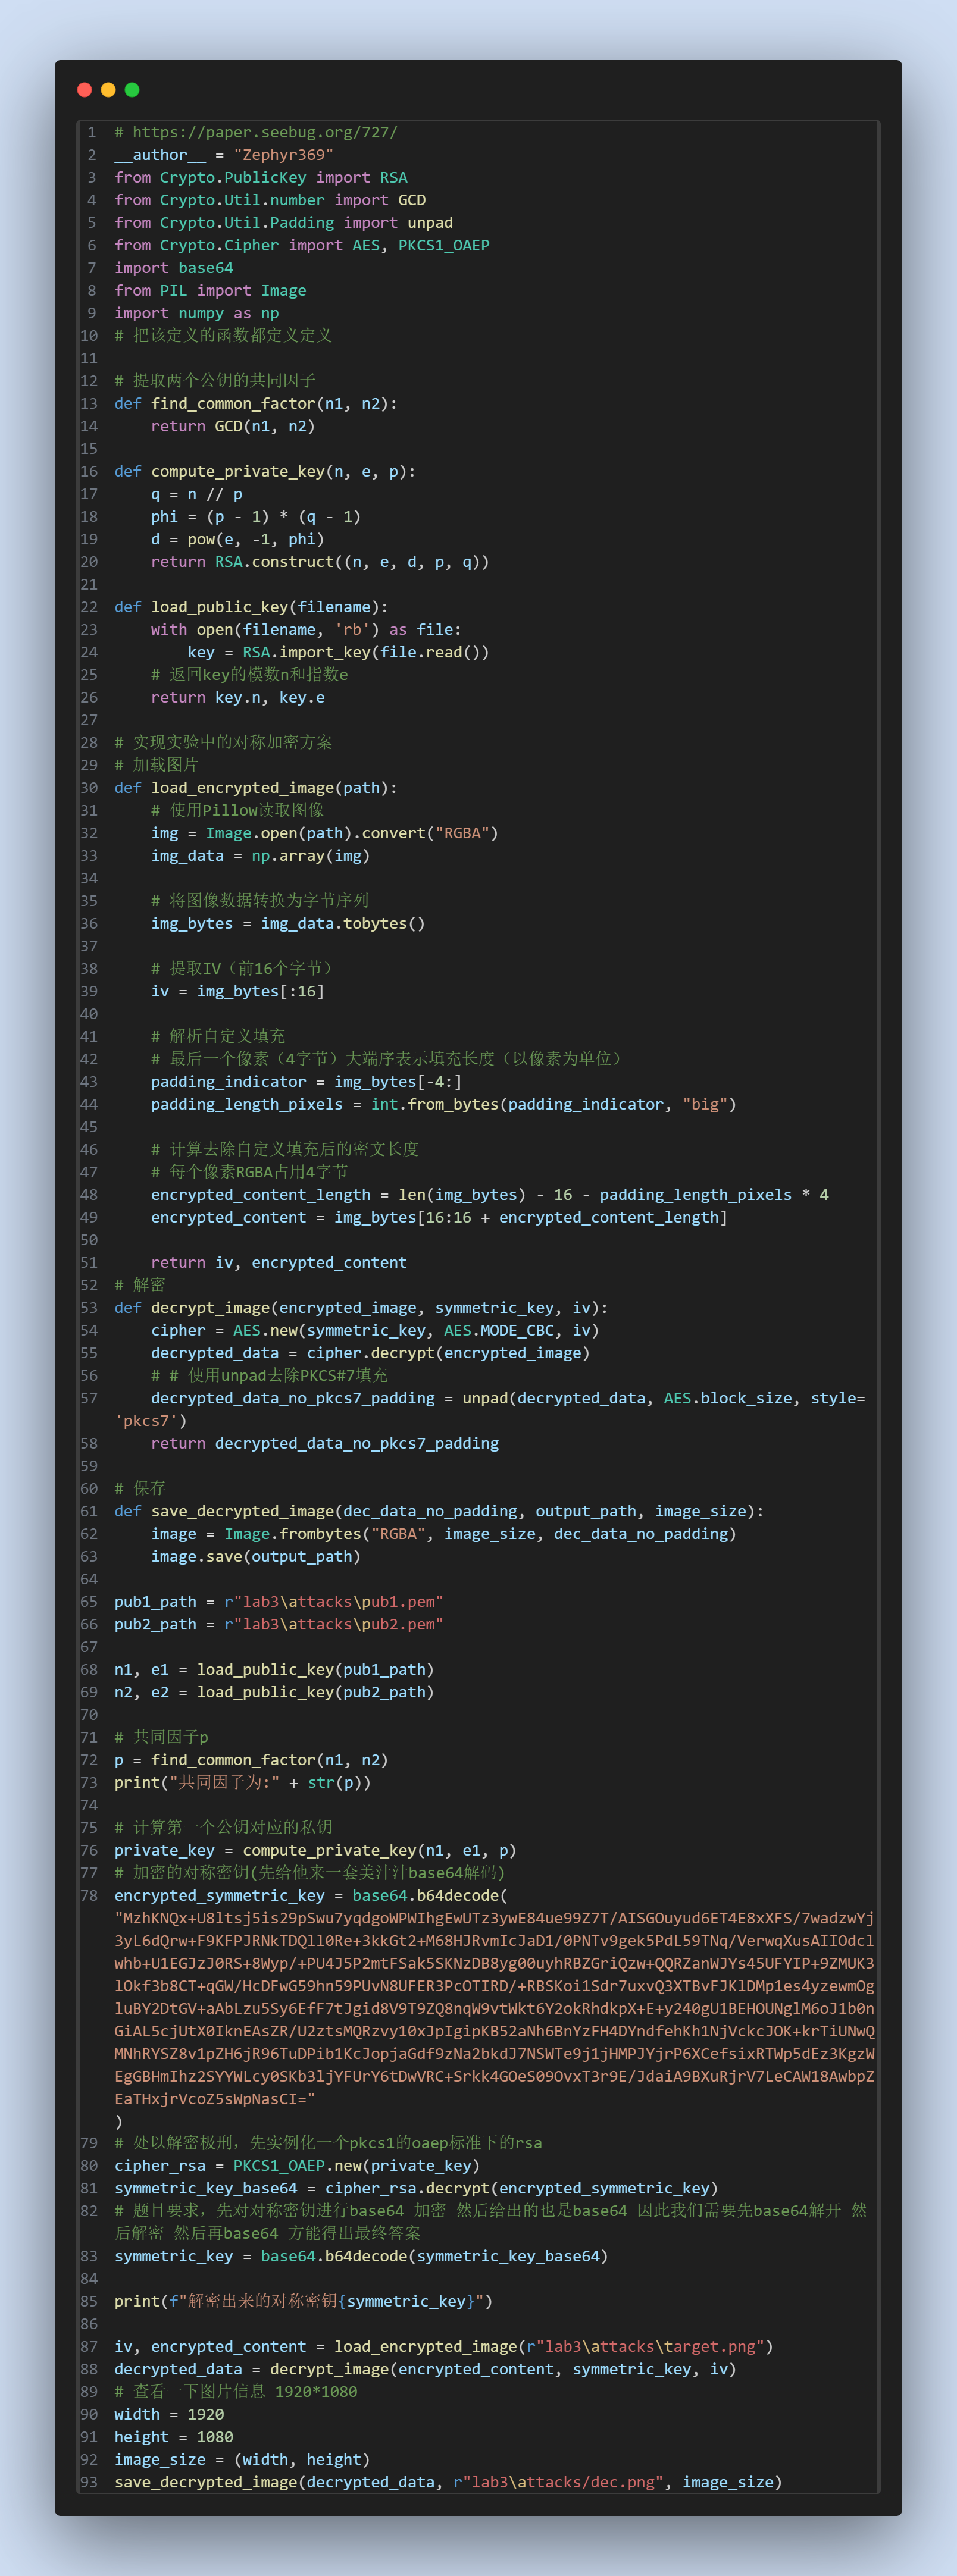 1 # https://paper.seebug.org/727/
2 __author__ = "Zephyr369"
3 from Crypto.PublicKey import RSA
4 from Crypto.Util.number import GCD
5 from Crypto.Util.Padding import unpad
6 from Crypto.Cipher import AES, PKCS1_OAEP
7 import base64
8 from PIL import Image
9 import numpy as np
10 # 把该定义的函数都定义定义
11
12 # 提取两个公钥的共同因子
13 def find_common_factor(n1, n2):
14     return GCD(n1, n2)
15
16 def compute_private_key(n, e, p):
17     q = n // p
18     phi = (p - 1) * (q - 1)
19     d = pow(e, -1, phi)
20     return RSA.construct((n, e, d, p, q))
21
22 def load_public_key(filename):
23     with open(filename, 'rb') as file:
24         key = RSA.import_key(file.read())
25     # 返回key的模数n和指数e
26     return key.n, key.e
27
28 # 实现实验中的对称加密方案
29 # 加载图片
30 def load_encrypted_image(path):
31     # 使用Pillow读取图像
32     img = Image.open(path).convert("RGBA")
33     img_data = np.array(img)
34
35     # 将图像数据转换为字节序列
36     img_bytes = img_data.tobytes()
37
38     # 提取IV（前16个字节）
39     iv = img_bytes[:16]
40
41     # 解析自定义填充
42     # 最后一个像素（4字节）大端序表示填充长度（以像素为单位）
43     padding_indicator = img_bytes[-4:]
44     padding_length_pixels = int.from_bytes(padding_indicator, "big")
45
46     # 计算去除自定义填充后的密文长度
47     # 每个像素RGBA占用4字节
48     encrypted_content_length = len(img_bytes) - 16 - padding_length_pixels * 4
49     encrypted_content = img_bytes[16:16 + encrypted_content_length]
50
51     return iv, encrypted_content
52 # 解密
53 def decrypt_image(encrypted_image, symmetric_key, iv):
54     cipher = AES.new(symmetric_key, AES.MODE_CBC, iv)
55     decrypted_data = cipher.decrypt(encrypted_image)
56     # # 使用unpad去除PKCS#7填充
57     decrypted_data_no_pkcs7_padding = unpad(decrypted_data, AES.block_size, style=
'pkcs7')
58     return decrypted_data_no_pkcs7_padding
59
60 # 保存
61 def save_decrypted_image(dec_data_no_padding, output_path, image_size):
62     image = Image.frombytes("RGBA", image_size, dec_data_no_padding)
63     image.save(output_path)
64
65 pub1_path = r"lab3\attacks\pub1.pem"
66 pub2_path = r"lab3\attacks\pub2.pem"
67
68 n1, e1 = load_public_key(pub1_path)
69 n2, e2 = load_public_key(pub2_path)
70
71 # 共同因子p
72 p = find_common_factor(n1, n2)
73 print("共同因子为:" + str(p))
74
75 # 计算第一个公钥对应的私钥
76 private_key = compute_private_key(n1, e1, p)
77 # 加密的对称密钥(先给他来一套美汁汁base64解码)
78 encrypted_symmetric_key = base64.b64decode(
"MzhKNQx+U8ltsj5is29pSwu7yqdgoWPWIhgEwUTz3ywE84ue99Z7T/AISGOuyud6ET4E8xXFS/7wadzwYj
3yL6dQrw+F9KFPJRNkTDQll0Re+3kkGt2+M68HJRvmIcJaD1/0PNTv9gek5PdL59TNq/VerwqXusAIIOdcl
whb+U1EGJzJ0RS+8Wyp/+PU4J5P2mtFSak5SKNzDB8yg00uyhRBZGriQzw+QQRZanWJYs45UFYIP+9ZMUK3
lOkf3b8CT+qGW/HcDFwG59hn59PUvN8UFER3PcOTIRD/+RBSKoi1Sdr7uxvQ3XTBvFJKlDMp1es4yzewmOg
luBY2DtGV+aAbLzu5Sy6EfF7tJgid8V9T9ZQ8nqW9vtWkt6Y2okRhdkpX+E+y240gU1BEHOUNglM6oJ1b0n
GiAL5cjUtX0IknEAsZR/U2ztsMQRzvy10xJpIgipKB52aNh6BnYzFH4DYndfehKh1NjVckcJOK+krTiUNwQ
MNhRYSZ8v1pZH6jR96TuDPib1KcJopjaGdf9zNa2bkdJ7NSWTe9j1jHMPJYjrP6XCefsixRTWp5dEz3KgzW
EgGBHmIhz2SYYWLcy0SKb3ljYFUrY6tDwVRC+Srkk4GOeS09OvxT3r9E/JdaiA9BXuRjrV7LeCAW18AwbpZ
EaTHxjrVcoZ5sWpNasCI="
)
79 # 处以解密极刑，先实例化一个pkcs1的oaep标准下的rsa
80 cipher_rsa = PKCS1_OAEP.new(private_key)
81 symmetric_key_base64 = cipher_rsa.decrypt(encrypted_symmetric_key)
82 # 题目要求，先对对称密钥进行base64 加密 然后给出的也是base64 因此我们需要先base64解开 然
后解密 然后再base64 方能得出最终答案
83 symmetric_key = base64.b64decode(symmetric_key_base64)
84
85 print(f"解密出来的对称密钥{symmetric_key}")
86
87 iv, encrypted_content = load_encrypted_image(r"lab3\attacks\target.png")
88 decrypted_data = decrypt_image(encrypted_content, symmetric_key, iv)
89 # 查看一下图片信息 1920*1080
90 width = 1920
91 height = 1080
92 image_size = (width, height)
93 save_decrypted_image(decrypted_data, r"lab3\attacks/dec.png", image_size)